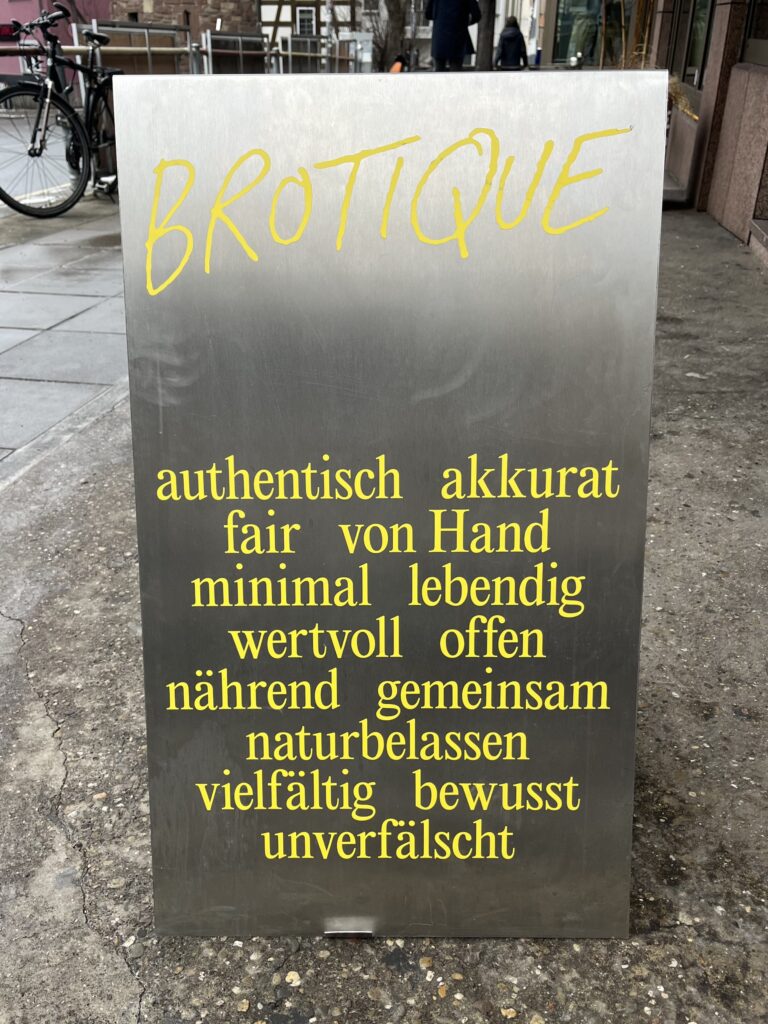 BROTIQUE
authentisch akkurat
fair von Hand
minimal lebendig
wertvoll offen
nährend gemeinsam
naturbelassen
vielfältig bewusst
unverfälscht